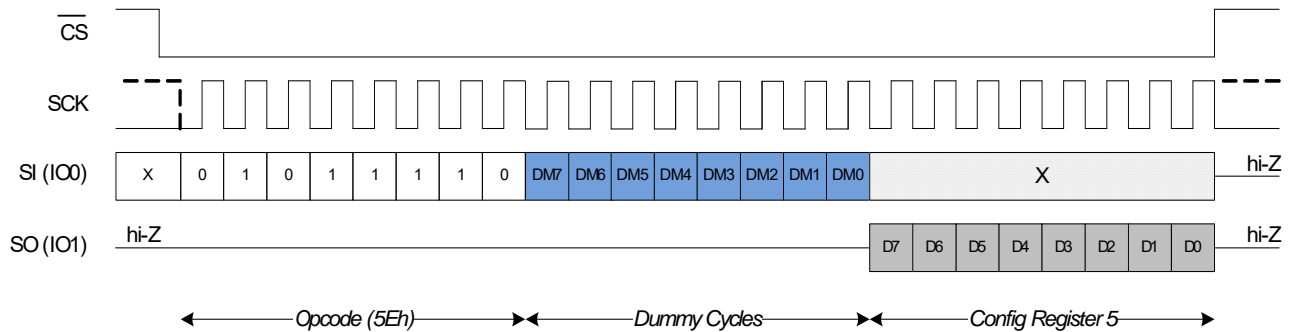 CS
SCK
SI (IO0) X 0 1 0 1 1 1 1 0 DM7 DM6 DM5 DM4 DM3 DM2 DM1 DM0 X hi-Z
SO (IO1) hi-Z D7 D6 D5 D4 D3 D2 D1 D0 hi-Z
Opcode (5Eh) Dummy Cycles Config Register 5